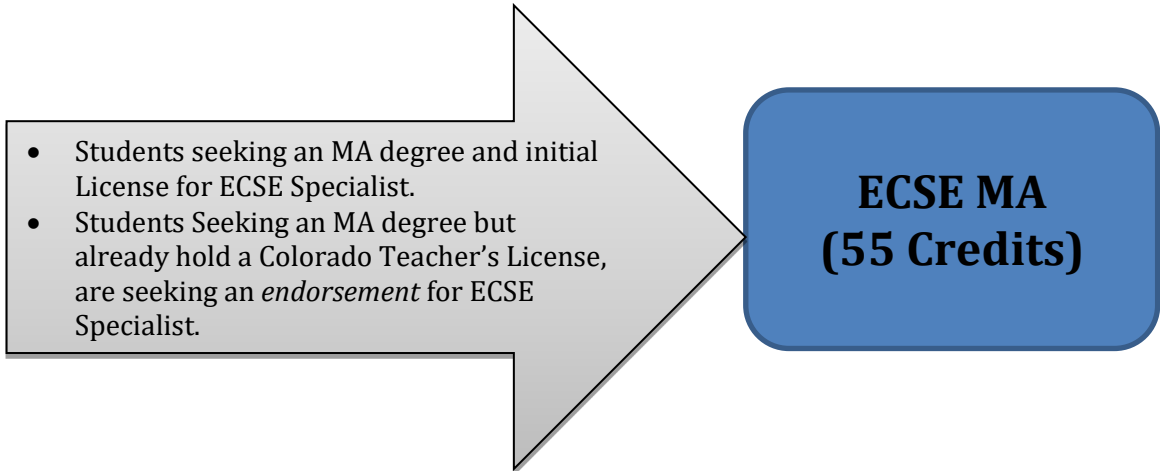 • Students seeking an MA degree and initial
License for ECSE Specialist.
• Students Seeking an MA degree but
already hold a Colorado Teacher’s License,
are seeking an endorsement for ECSE
Specialist.
ECSE MA
(55 Credits)